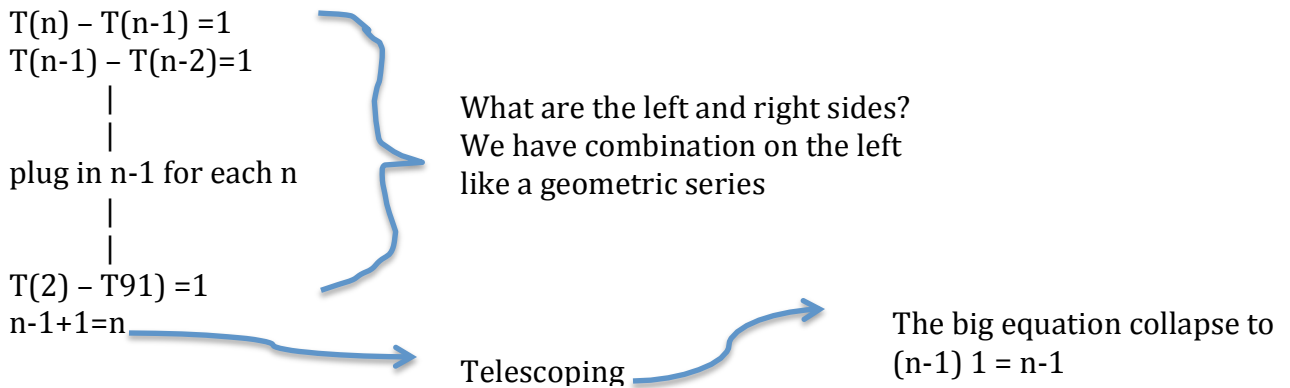 T(n) – T(n-1) =1
T(n-1) – T(n-2)=1
|
|
plug in n-1 for each n
|
|
T(2) – T91) =1
n-1+1=n
What are the left and right sides?
We have combination on the left
like a geometric series
Telescoping
The big equation collapse to
(n-1) 1 = n-1